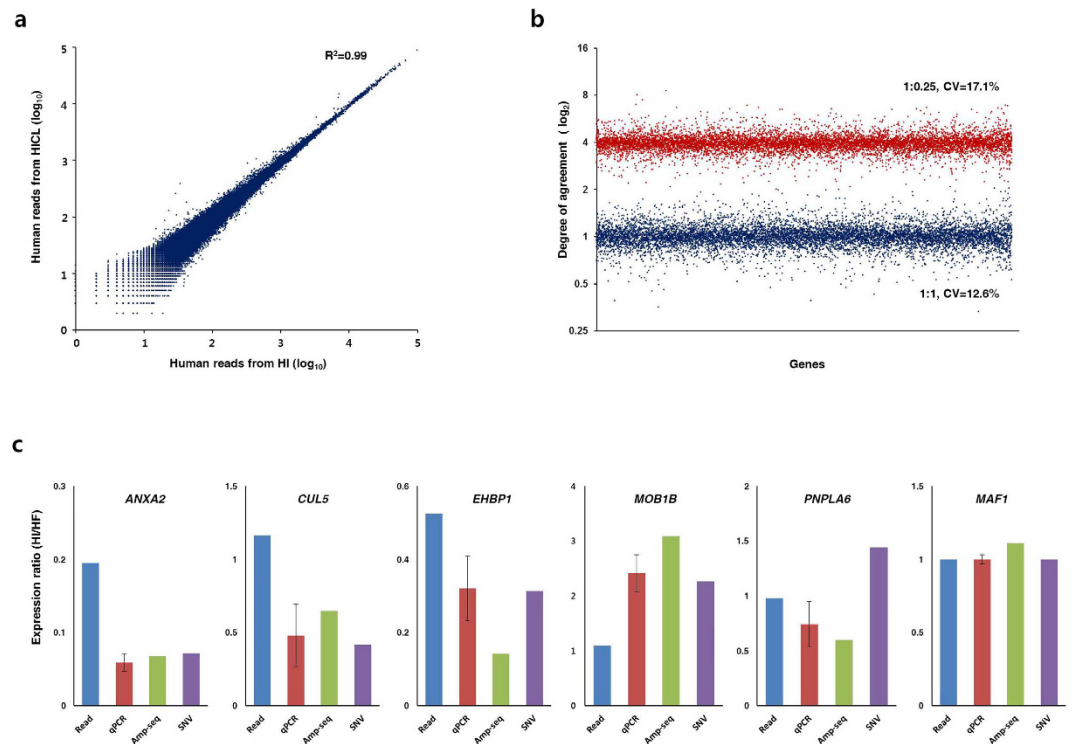 a
R²=0.99
Human reads from HICL (log₁₀)
5
4
3
2
1
0
0 1 2 3 4 5
Human reads from HI (log₁₀)
b
Degree of agreement ( log₂)
16
8
4
2
1
0.5
0.25
1:0.25, CV=17.1%
1:1, CV=12.6%
Genes
c
Expression ratio (HI/HF)
ANXA2
0.3
0.2
0.1
0
Read qPCR Amp-seq SNV
CUL5
1.5
1
0.5
0
Read qPCR Amp-seq SNV
EHBP1
0.6
0.4
0.2
0
Read qPCR Amp-seq SNV
MOB1B
4
3
2
1
0
Read qPCR Amp-seq SNV
PNPLA6
1.5
1
0.5
0
Read qPCR Amp-seq SNV
MAF1
1.5
1
0.5
0
Read qPCR Amp-seq SNV